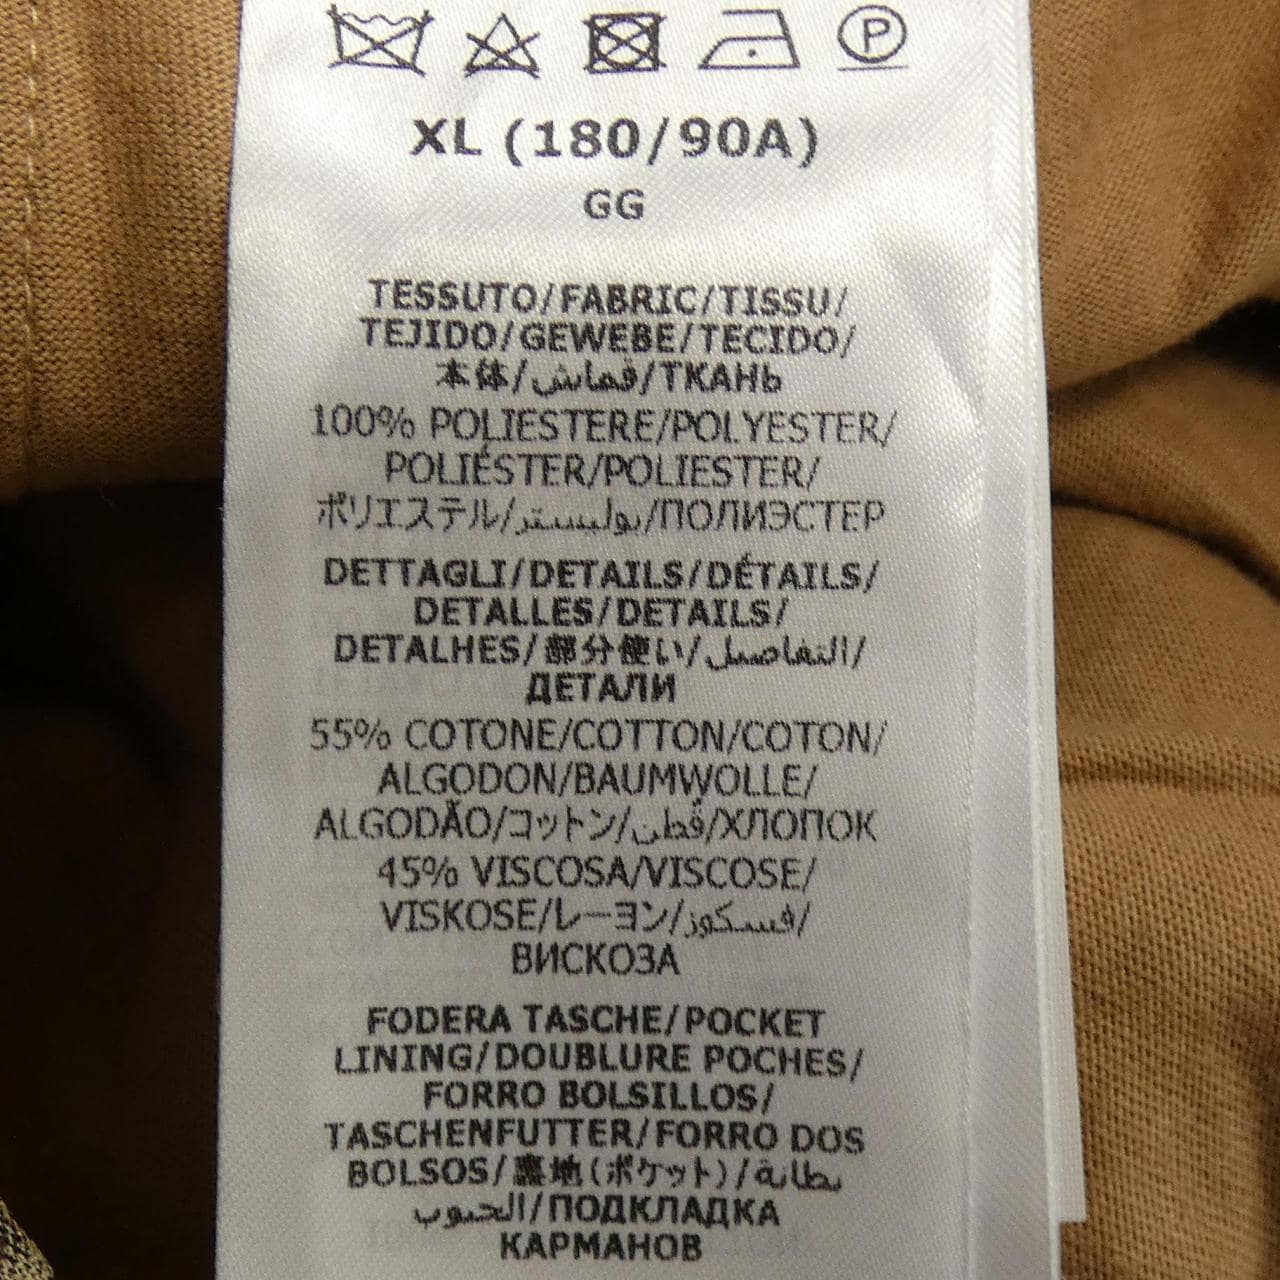 XL (180/90A)
GG
TESSUTO/FABRIC/TISSU/
TEJIDO/GEWEBE/TECIDO/
本体/قماش/ТКАНЬ
100% POLIESTERE/POLYESTER/
POLIÉSTER/POLIESTER/
ポリエステル/بوليستر/ПОЛИЭСТЕР
DETTAGLI/DETAILS/DÉTAILS/
DETALLES/DETAILS/
DETALHES/部分使い/التفاصيل/
ДЕТАЛИ
55% COTONE/COTTON/COTON/
ALGODON/BAUMWOLLE/
ALGODÃO/コットン/قطن/ХЛОПОК
45% VISCOSA/VISCOSE/
VISKOSE/レーヨン/فسكوز/
ВИСКОЗА
FODERA TASCHE/POCKET
LINING/DOUBLURE POCHES/
FORRO BOLSILLOS/
TASCHENFUTTER/FORRO DOS
BOLSOS/裏地(ポケット)/بطانة
الجيوب/ПОДКЛАДКА
КАРМАНОВ